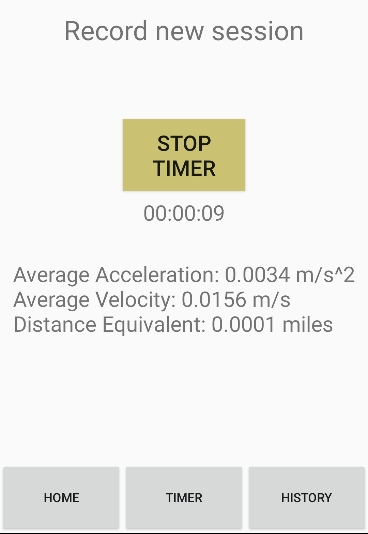 Record new session
STOP
TIMER
00:00:09
Average Acceleration: 0.0034 m/s^2
Average Velocity: 0.0156 m/s
Distance Equivalent: 0.0001 miles
HOME
TIMER
HISTORY